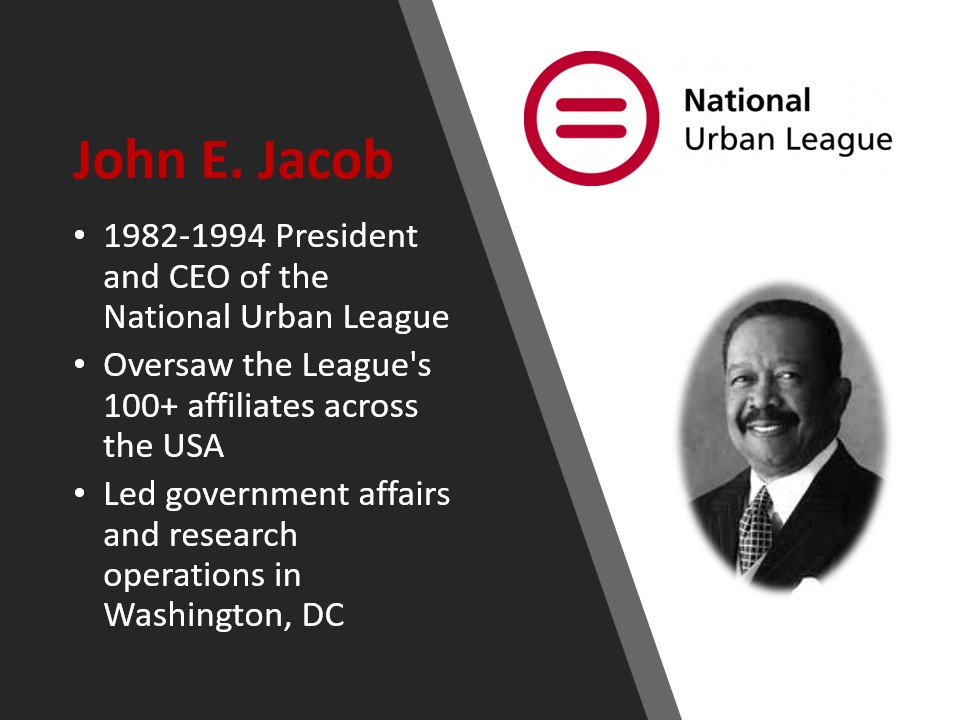 National
Urban League
John E. Jacob
• 1982-1994 President
and CEO of the
National Urban League
• Oversaw the League's
100+ affiliates across
the USA
• Led government affairs
and research
operations in
Washington, DC